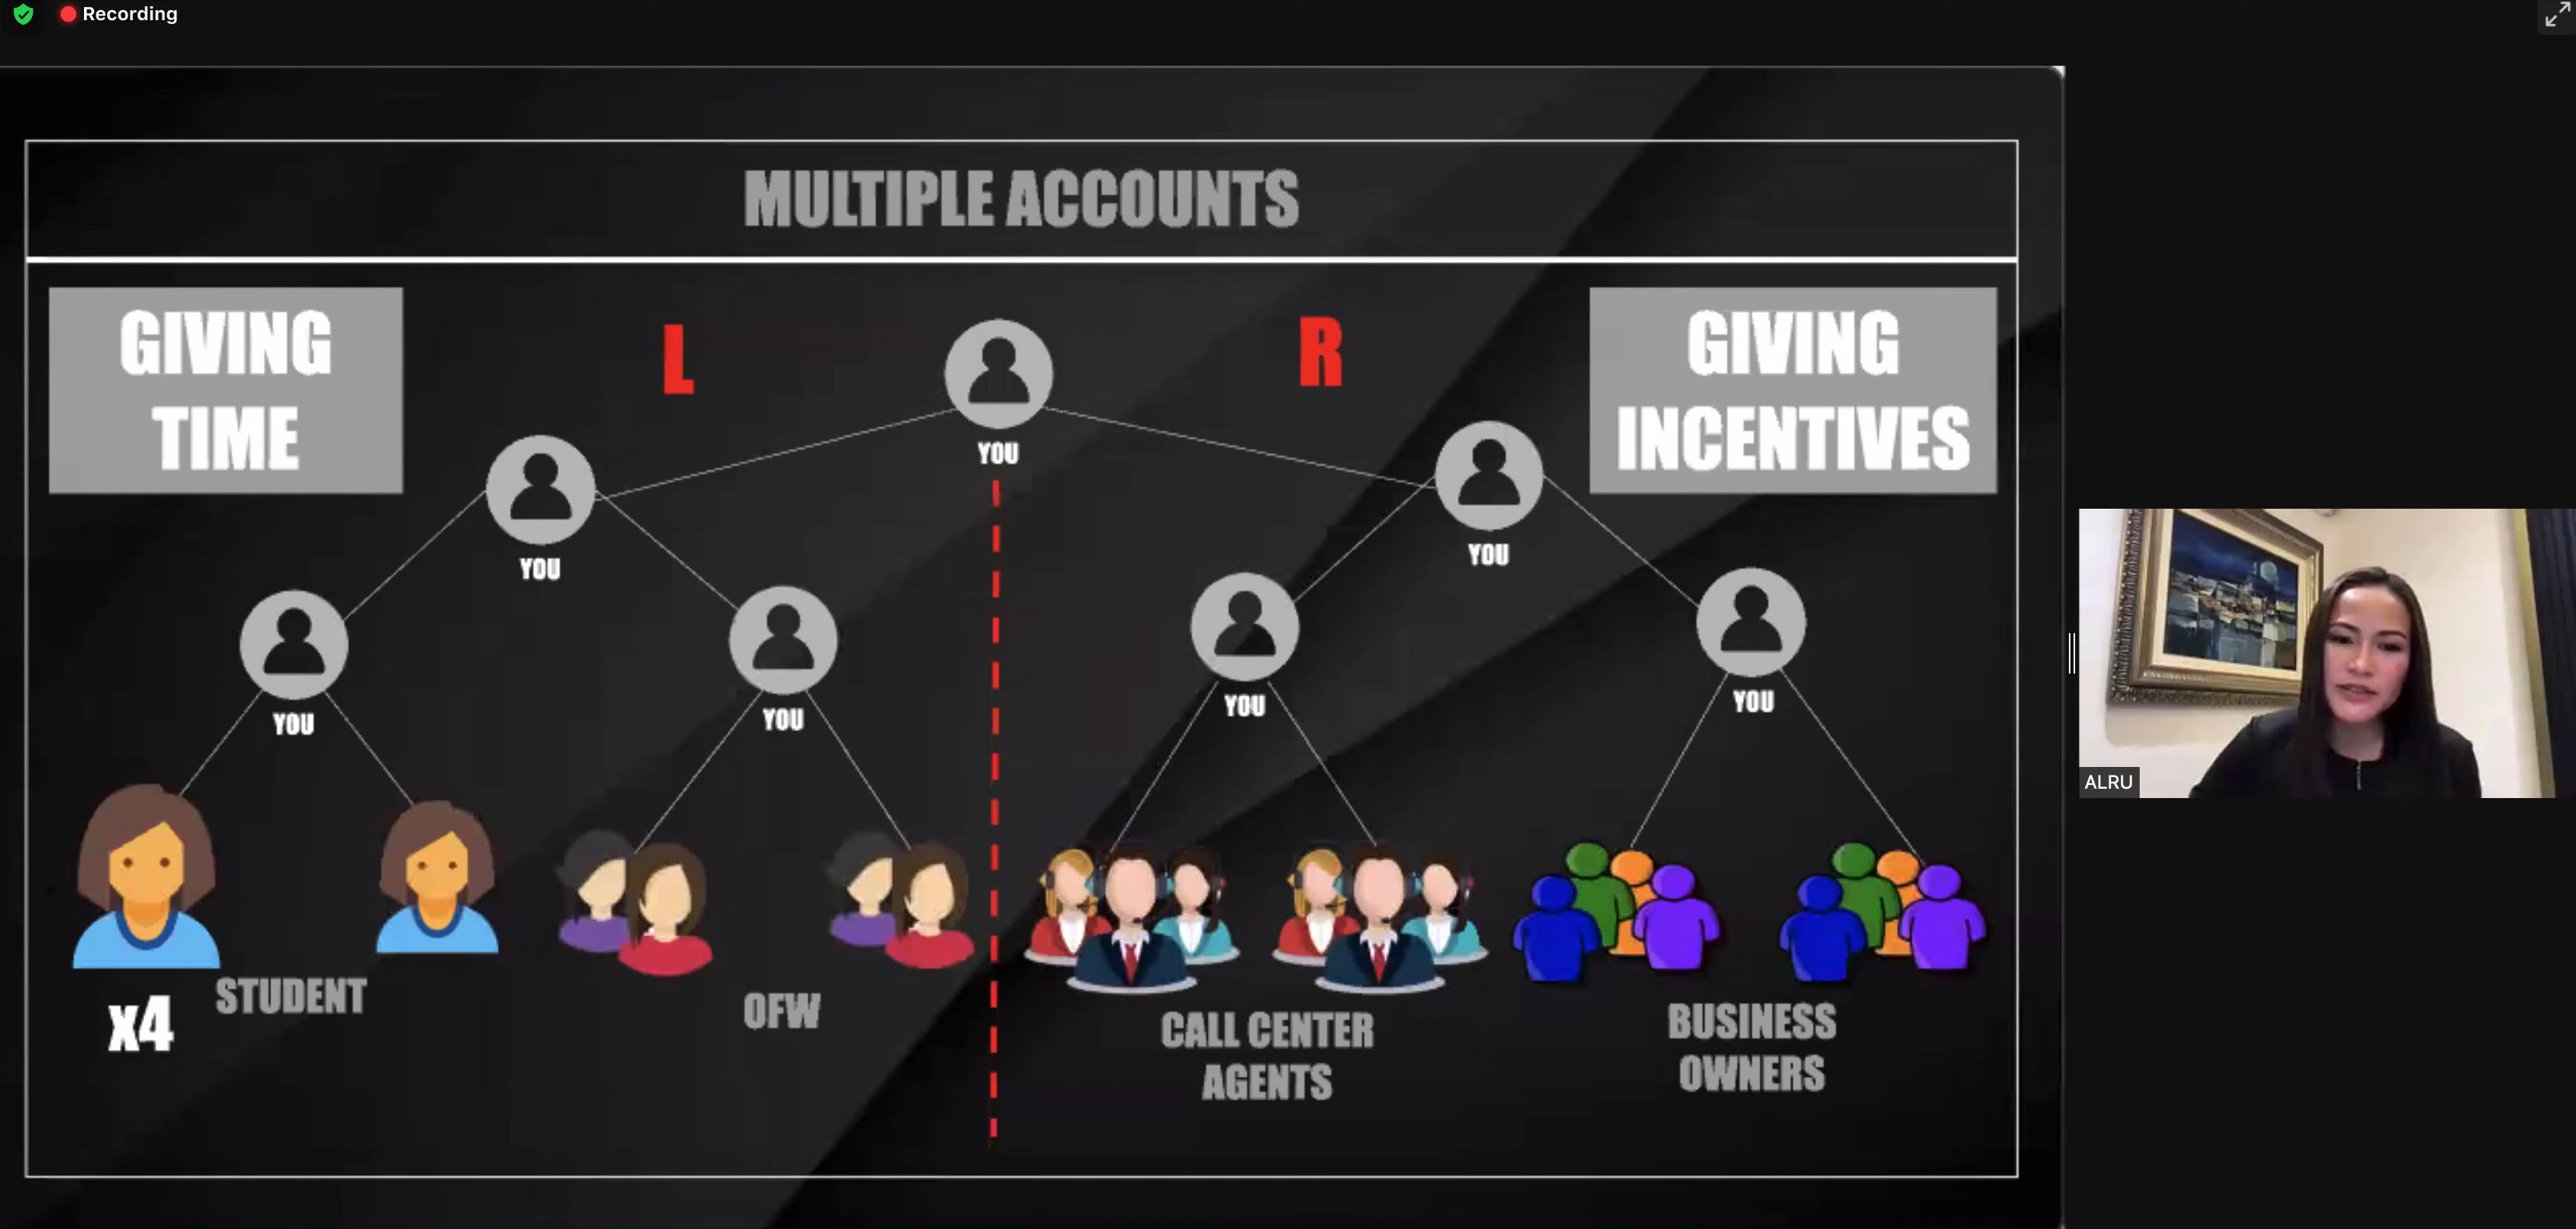 Recording
MULTIPLE ACCOUNTS
GIVING
TIME
L
R
GIVING
INCENTIVES
YOU
YOU
YOU
YOU
YOU
YOU
YOU
STUDENT
x4
OFW
CALL CENTER
AGENTS
BUSINESS
OWNERS
ALRU